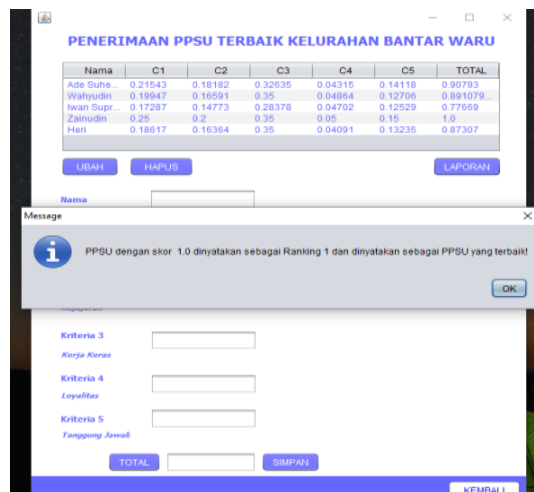 PENERIMAAN PPSU TERBAIK KELURAHAN BANTAR WARU
Nama C1 C2 C3 C4 C5 TOTAL
Ade Suhe... 0.21543 0.18182 0.32635 0.04315 0.14118 0.90793
Wahyudin 0.19947 0.16591 0.35 0.04864 0.12706 0.891079...
Iwan Supr... 0.17287 0.14773 0.28378 0.04702 0.12529 0.77669
Zainudin 0.25 0.2 0.35 0.05 0.15 1.0
Heri 0.18617 0.16364 0.35 0.04091 0.13235 0.87307
UBAH HAPUS LAPORAN
Nama
Message
PPSU dengan skor 1.0 dinyatakan sebagai Ranking 1 dan dinyatakan sebagai PPSU yang terbaik!
OK
Kriteria 3
Kerja Keras
Kriteria 4
Loyalitas
Kriteria 5
Tanggung Jawab
TOTAL SIMPAN
KEMBALI